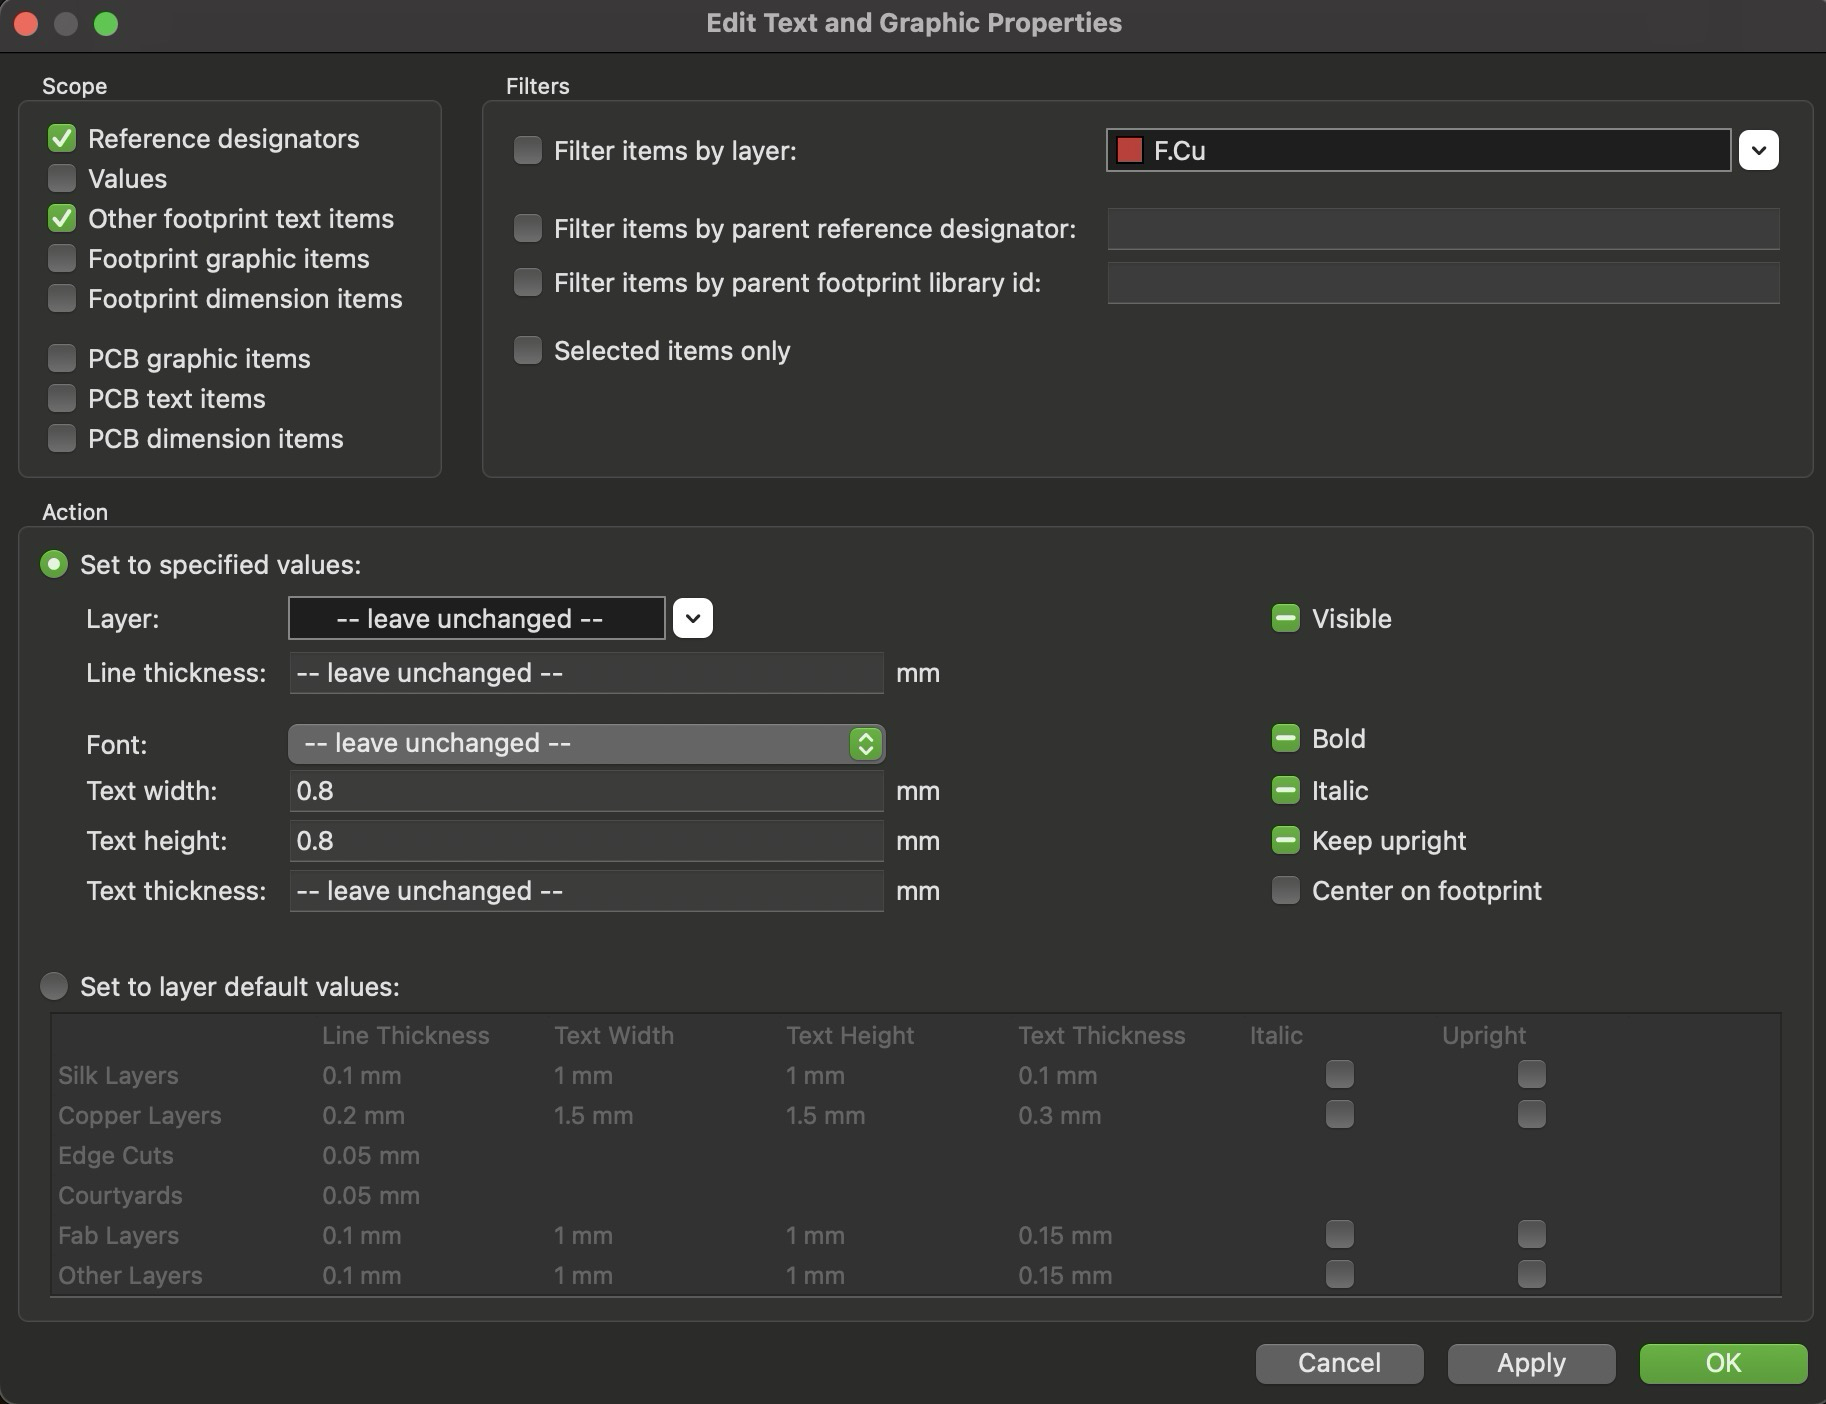 Edit Text and Graphic Properties
Scope
Filters
Reference designators
Values
Other footprint text items
Footprint graphic items
Footprint dimension items
PCB graphic items
PCB text items
PCB dimension items
Filter items by layer:
F.Cu
Filter items by parent reference designator:
Filter items by parent footprint library id:
Selected items only
Action
Set to specified values:
Layer:
-- leave unchanged --
Visible
Line thickness:
-- leave unchanged --
mm
Font:
-- leave unchanged --
Bold
Text width:
0.8
mm
Italic
Text height:
0.8
mm
Keep upright
Text thickness:
-- leave unchanged --
mm
Center on footprint
Set to layer default values:
Line Thickness Text Width Text Height Text Thickness Italic Upright
Silk Layers 0.1 mm 1 mm 1 mm 0.1 mm
Copper Layers 0.2 mm 1.5 mm 1.5 mm 0.3 mm
Edge Cuts 0.05 mm
Courtyards 0.05 mm
Fab Layers 0.1 mm 1 mm 1 mm 0.15 mm
Other Layers 0.1 mm 1 mm 1 mm 0.15 mm
Cancel
Apply
OK